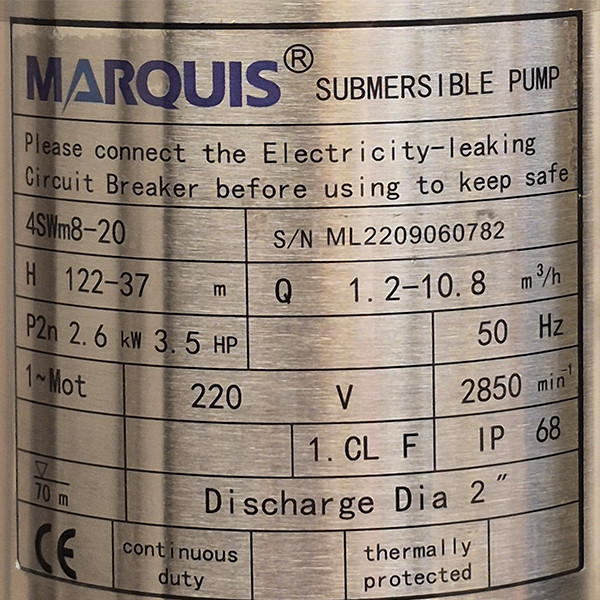 MARQUIS® SUBMERSIBLE PUMP
Please connect the Electricity-leaking
Circuit Breaker before using to keep safe
4SWm8-20 S/N ML2209060782
H 122-37 m Q 1.2-10.8 m³/h
P2n 2.6 kW 3.5 HP 50 Hz
1~Mot 220 V 2850 min⁻¹
1. CL F IP 68
▽ 70 m Discharge Dia 2"
CE continuous duty thermally protected